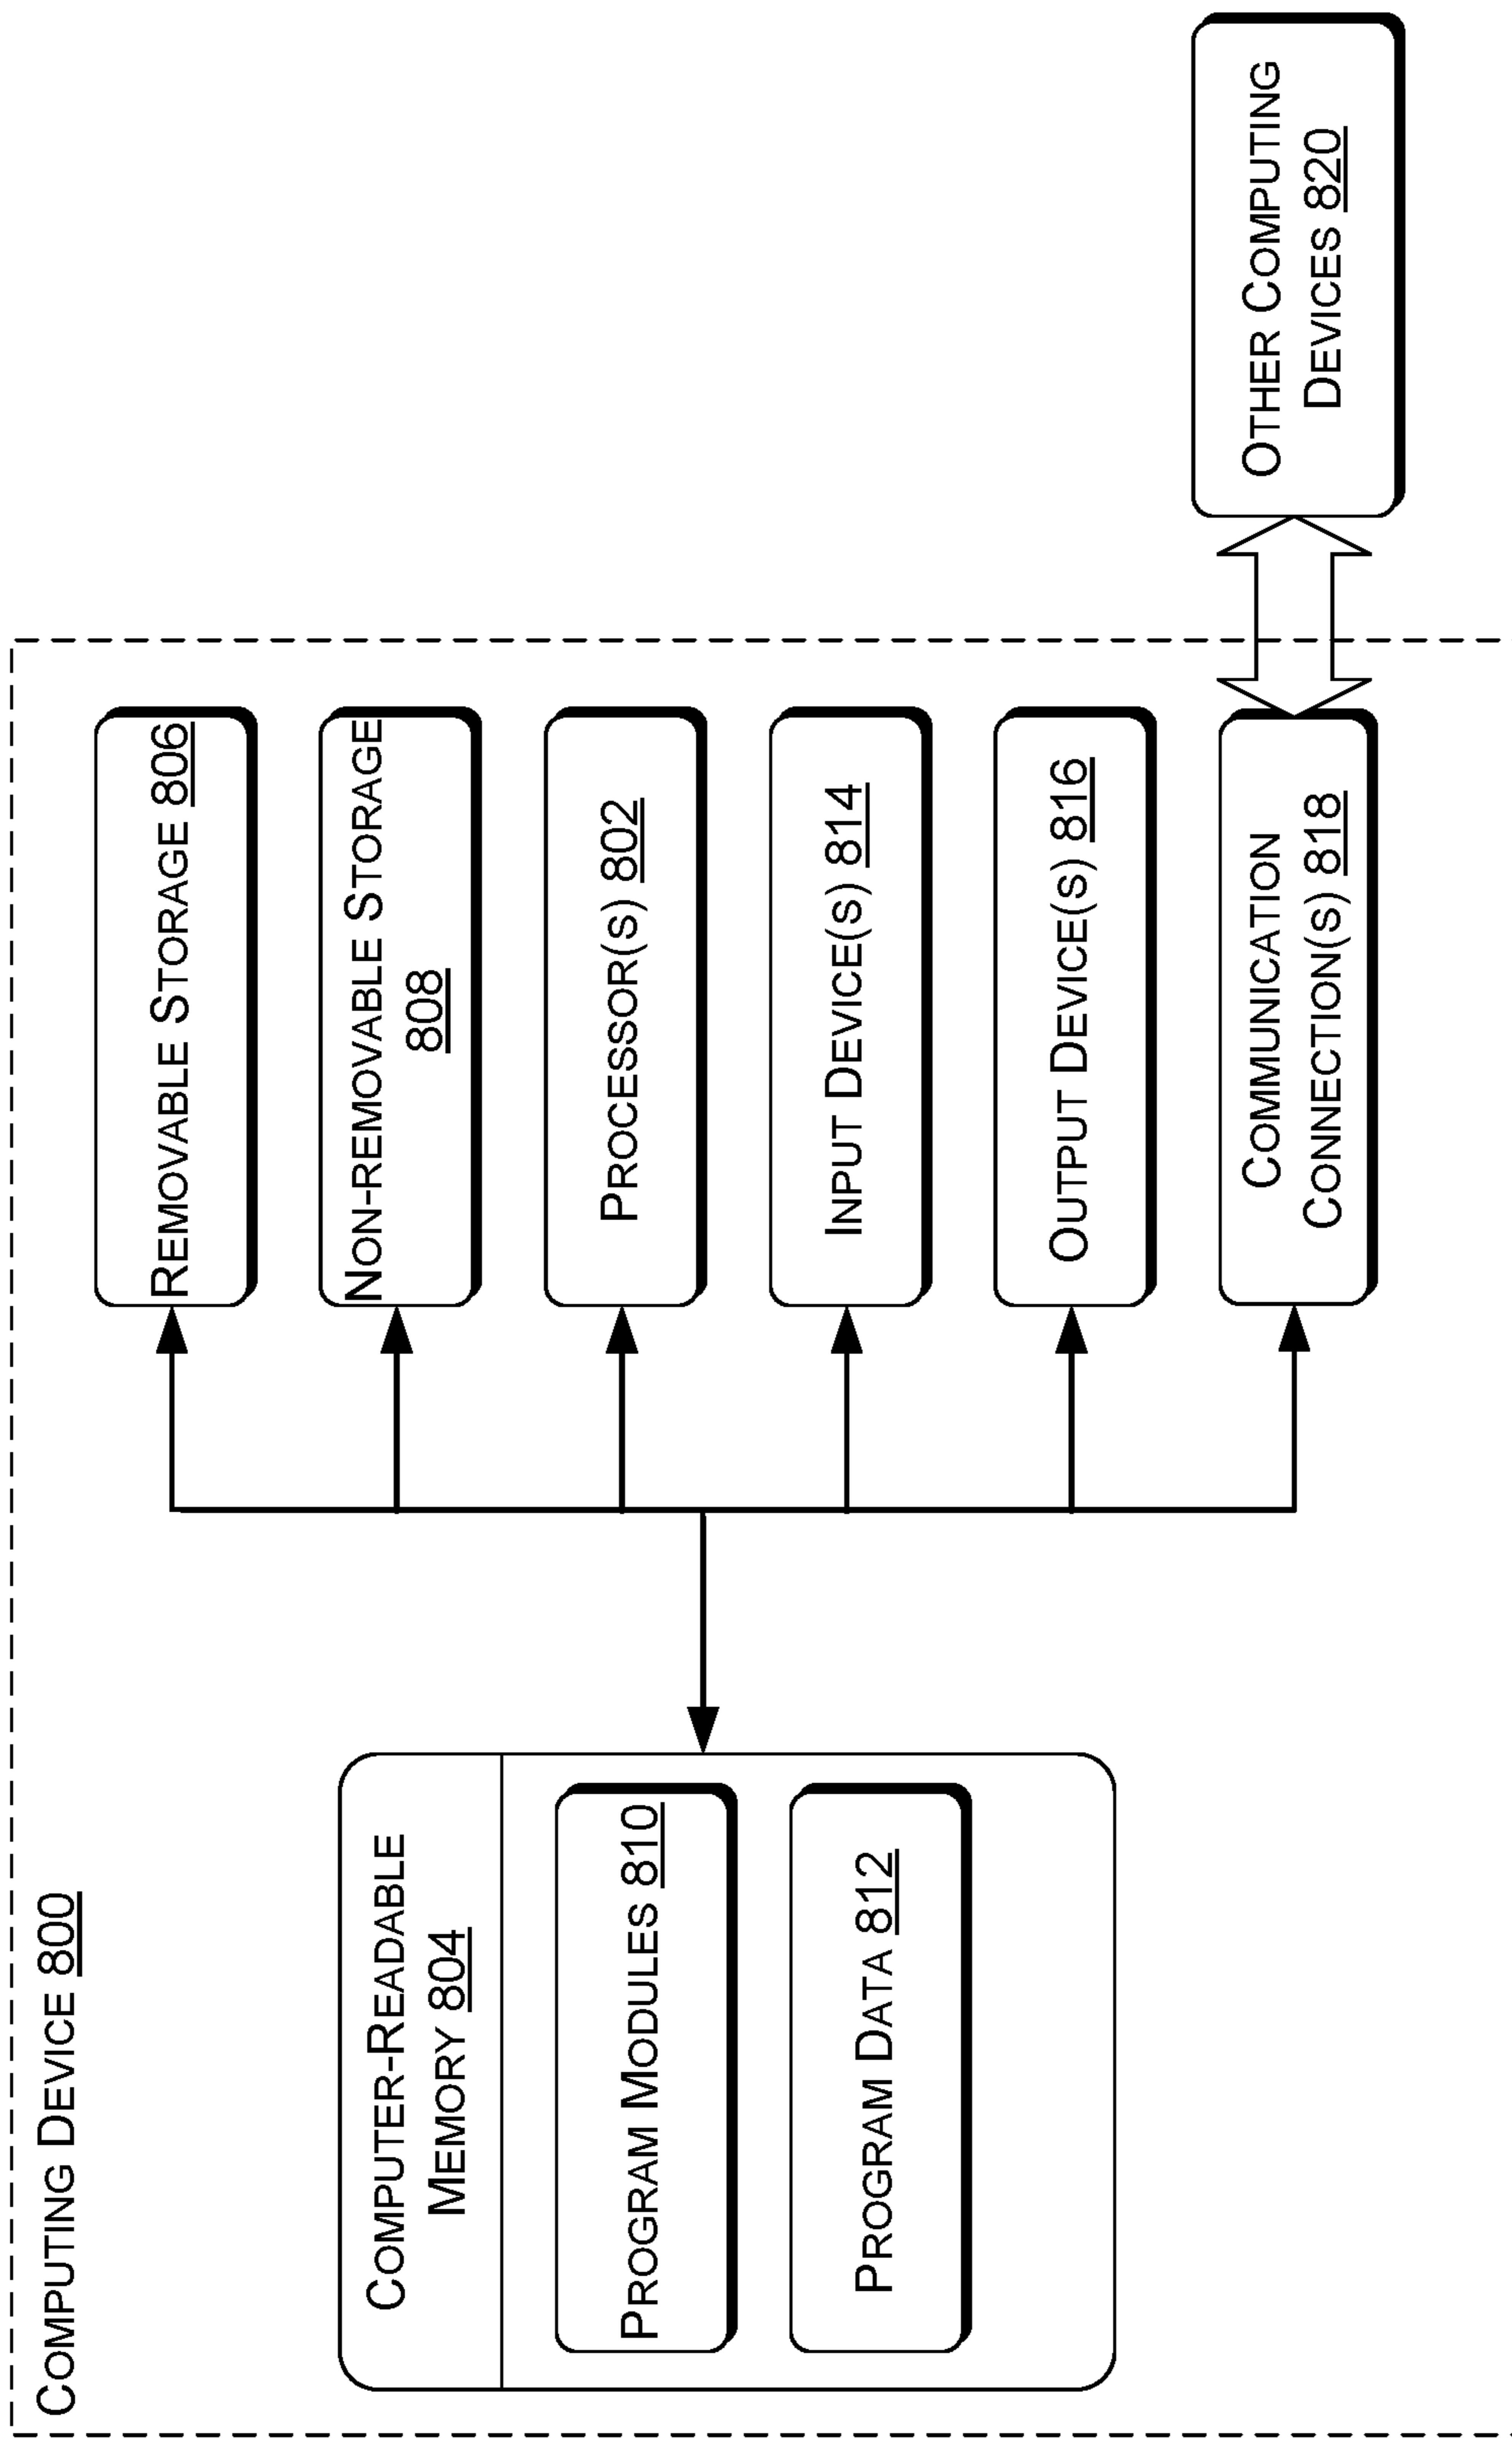 COMPUTING DEVICE 800
COMPUTER-READABLE
MEMORY 804
PROGRAM MODULES 810
PROGRAM DATA 812
REMOVABLE STORAGE 806
NON-REMOVABLE STORAGE
808
PROCESSOR(S) 802
INPUT DEVICE(S) 814
OUTPUT DEVICE(S) 816
COMMUNICATION
CONNECTION(S) 818
OTHER COMPUTING
DEVICES 820